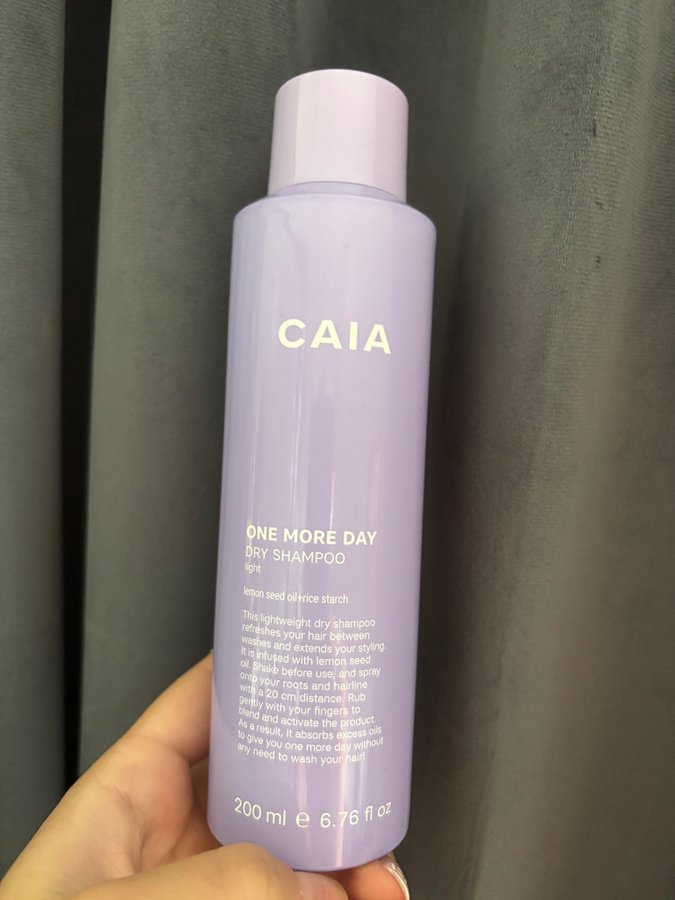 CAIA
ONE MORE DAY
DRY SHAMPOO
light
lemon seed oil+rice starch
This lightweight dry shampoo
refreshes your hair between
washes and extends your styling.
It is infused with lemon seed
oil. Shake before use, and spray
onto your roots and hairline
with a 20 cm distance. Rub
gently with your fingers to
blend and activate the product.
As a result, it absorbs excess oils
to give you one more day without
any need to wash your hair!
200 ml ℮ 6.76 fl oz